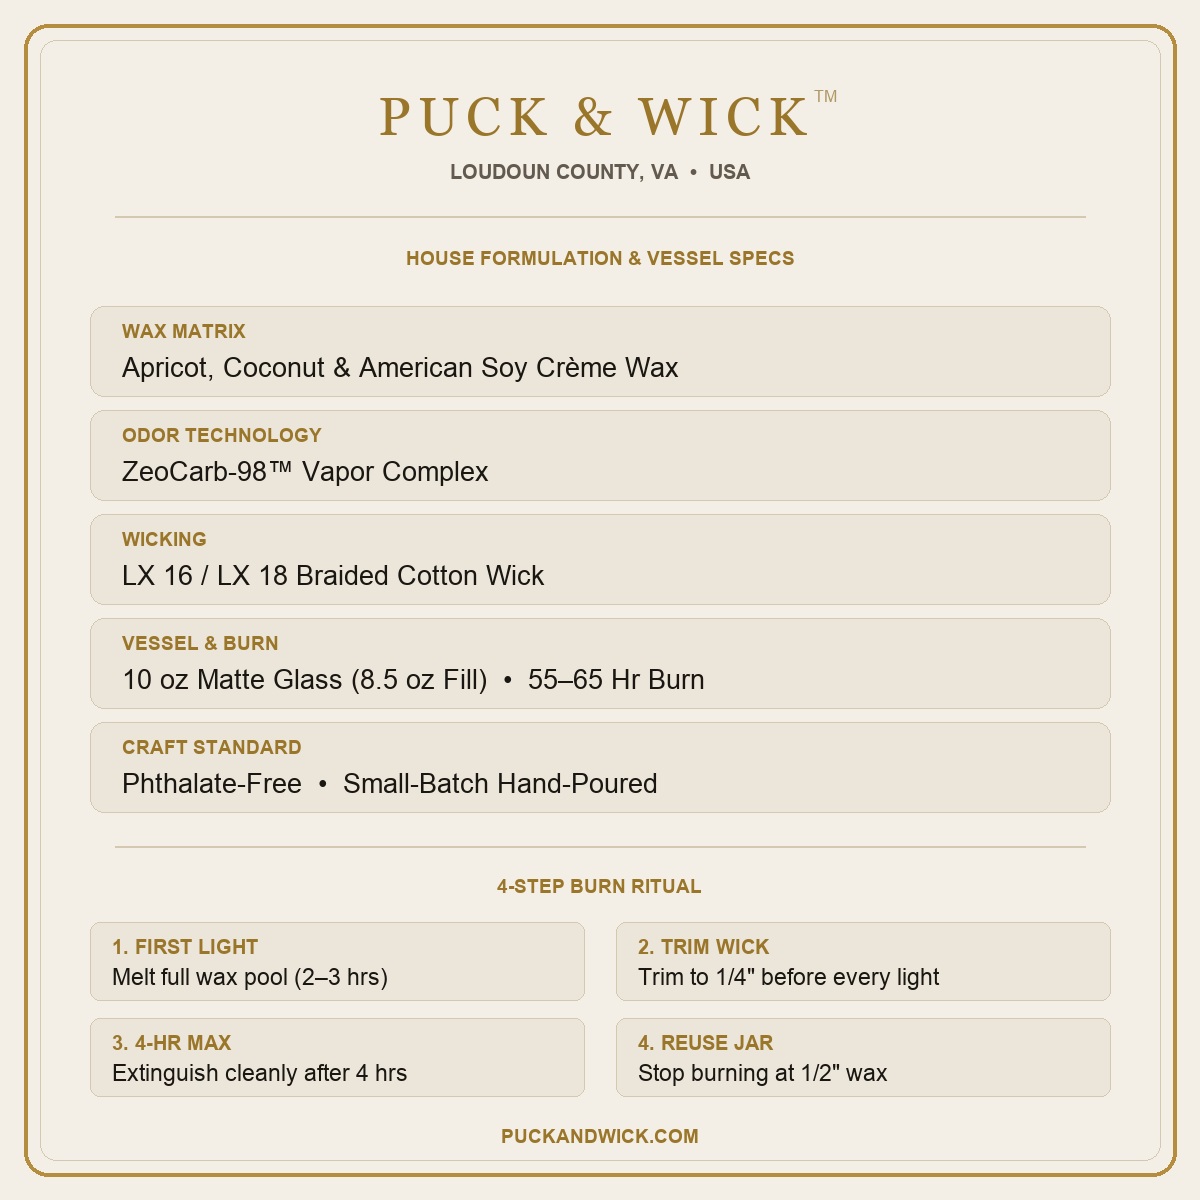 PUCK & WICK™
LOUDOUN COUNTY, VA • USA
HOUSE FORMULATION & VESSEL SPECS
WAX MATRIX
Apricot, Coconut & American Soy Crème Wax
ODOR TECHNOLOGY
ZeoCarb-98™ Vapor Complex
WICKING
LX 16 / LX 18 Braided Cotton Wick
VESSEL & BURN
10 oz Matte Glass (8.5 oz Fill) • 55–65 Hr Burn
CRAFT STANDARD
Phthalate-Free • Small-Batch Hand-Poured
4-STEP BURN RITUAL
1. FIRST LIGHT
Melt full wax pool (2–3 hrs)
2. TRIM WICK
Trim to 1/4" before every light
3. 4-HR MAX
Extinguish cleanly after 4 hrs
4. REUSE JAR
Stop burning at 1/2" wax
PUCKANDWICK.COM